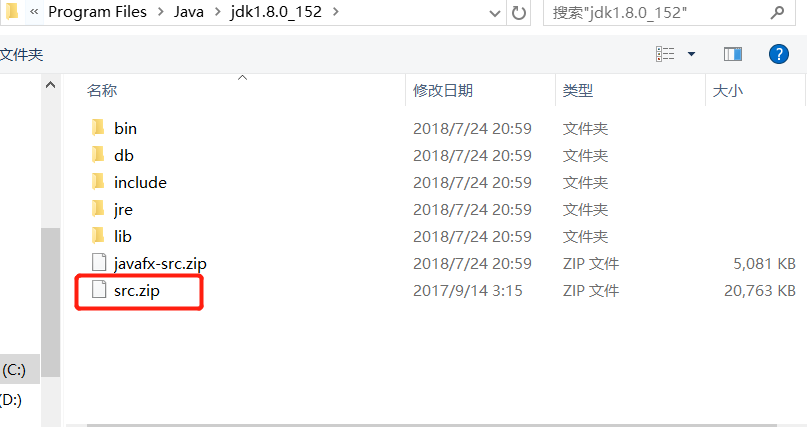 « Program Files › Java › jdk1.8.0_152 › 搜索"jdk1.8.0_152"
文件夹 ?
名称 修改日期 类型 大小
bin 2018/7/24 20:59 文件夹
db 2018/7/24 20:59 文件夹
include 2018/7/24 20:59 文件夹
jre 2018/7/24 20:59 文件夹
lib 2018/7/24 20:59 文件夹
javafx-src.zip 2018/7/24 20:59 ZIP 文件 5,081 KB
src.zip 2017/9/14 3:15 ZIP 文件 20,763 KB
(C:)
(D:)